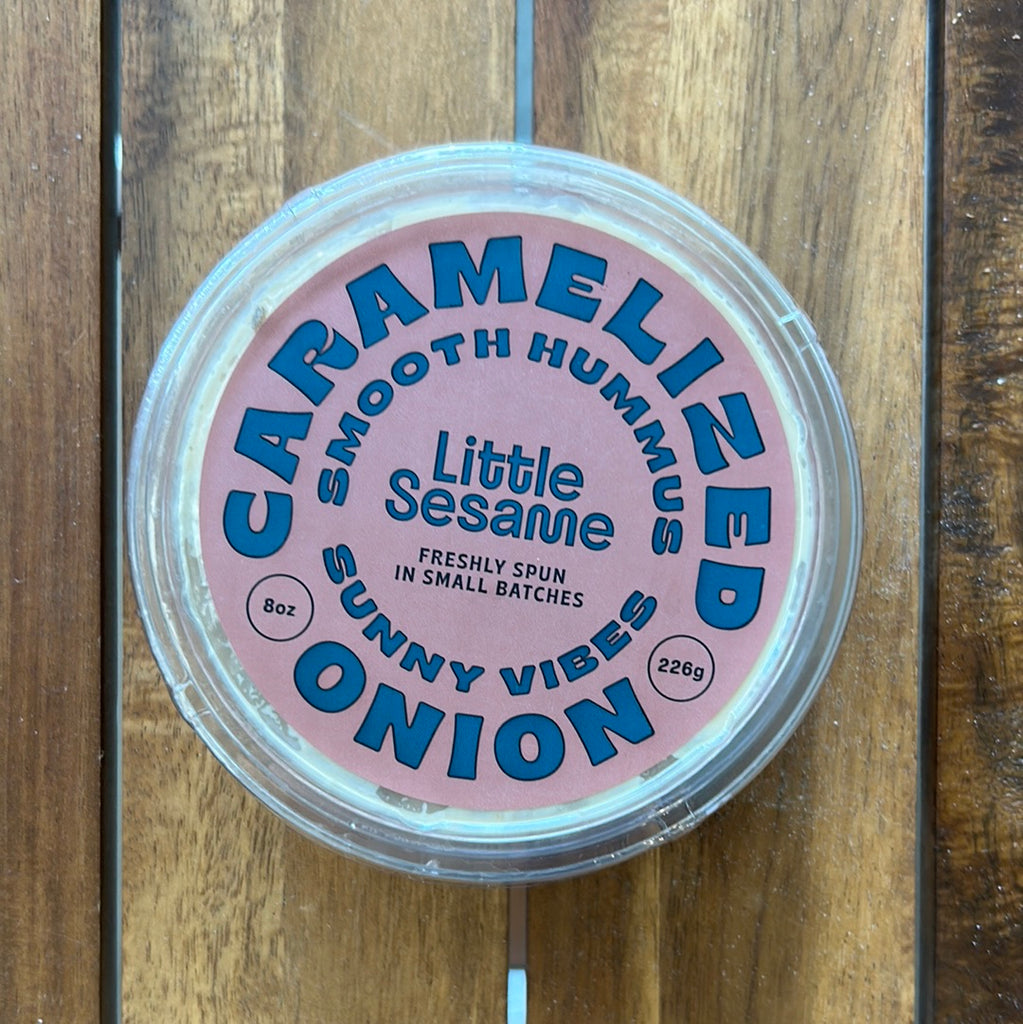 CARAMELIZED
SMOOTH HUMMUS
Little
Sesame
FRESHLY SPUN
IN SMALL BATCHES
8oz
226g
SUNNY VIBES
ONION